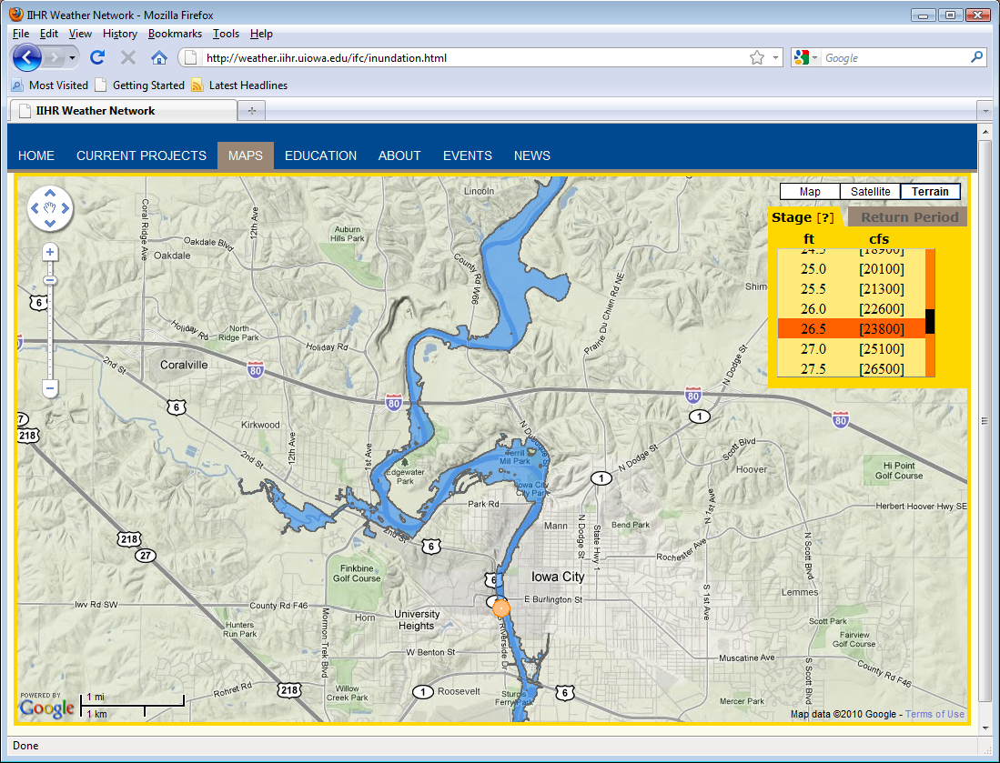 IIHR Weather Network - Mozilla Firefox
File Edit View History Bookmarks Tools Help
http://weather.iihr.uiowa.edu/ifc/inundation.html
Google
Most Visited Getting Started Latest Headlines
IIHR Weather Network
HOME CURRENT PROJECTS MAPS EDUCATION ABOUT EVENTS NEWS
Map Satellite Terrain
Stage [?] Return Period
ft cfs
24.5 [18900]
25.0 [20100]
25.5 [21300]
26.0 [22600]
26.5 [23800]
27.0 [25100]
27.5 [26500]
Lincoln
Coral Ridge Ave
12th Ave
Auburn
Hills Park
Oakdale Blvd
Oakdale
County Rd W66
Prairie Du Chien Rd NE
Shim
6
Holiday Rd
North
Ridge Park
Holiday Rd
2nd St
Coralville
80
80
80
80
N Dodge St
1
6
7
218
Kirkwood
12th Ave
1st Ave
2nd St
N Dubuque St
Terrill
Mill Park
Edgewater
Park
Iowa City
City Park
N Dodge St
Scott Blvd
Hoover
Hi Point
Golf Course
1
Park Rd
Herbert Hoover Hwy SE
N 1st Ave
Mann
Bend Park
N Dodge St
State Hwy 1
Rochester Ave
N Scott Blvd
218
27
2nd St
6
Finkbine
Golf Course
6
Iowa City
E Burlington St
Lemmes
Iwv Rd SW
County Rd F46
Horn
University
Heights
Mormon Trek Blvd
Hunters
Run Park
S Riverside Dr
S 1st Ave
Scott Park
Fairview
Golf Course
W Benton St
Muscatine Ave
S Scott Blvd
County Rd F46
Rohret Rd
218
Willow
Creek Park
1
Roosevelt
Sturgis
Ferry Park
6
Mercer Park
POWERED BY
Google
1 mi
1 km
Map data ©2010 Google - Terms of Use
Done